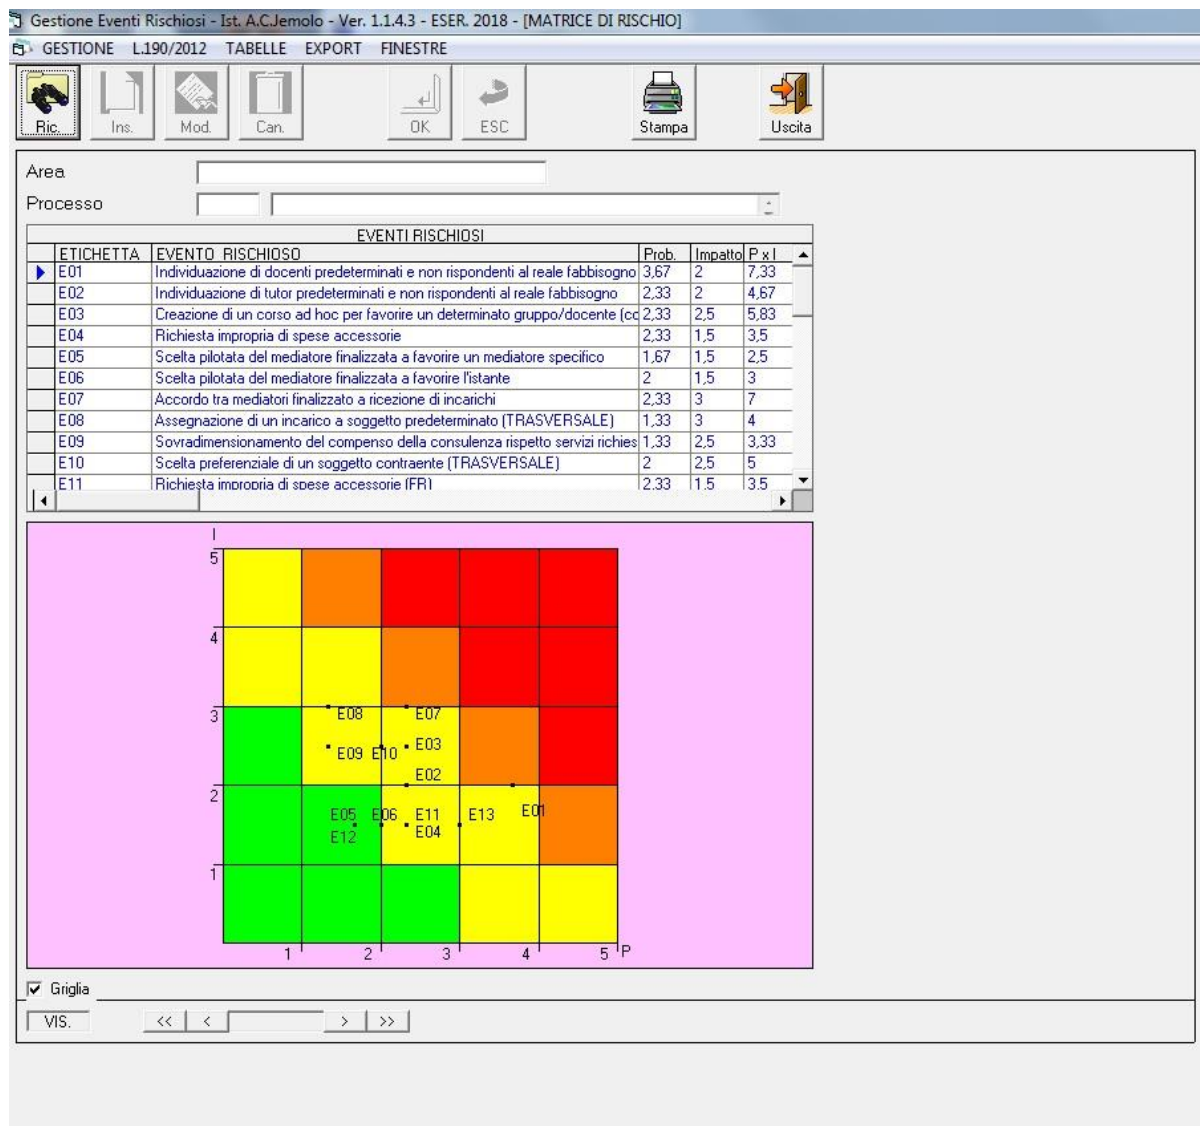 Gestione Eventi Rischiosi - Ist. A.C.Jemolo - Ver. 1.1.4.3 - ESER. 2018 - [MATRICE DI RISCHIO]
GESTIONE L.190/2012 TABELLE EXPORT FINESTRE
Ric. Ins. Mod. Can. OK ESC Stampa Uscita
Area
Processo
EVENTI RISCHIOSI
ETICHETTA EVENTO RISCHIOSO Prob. Impatto P x I
E01 Individuazione di docenti predeterminati e non rispondenti al reale fabbisogno 3,67 2 7,33
E02 Individuazione di tutor predeterminati e non rispondenti al reale fabbisogno 2,33 2 4,67
E03 Creazione di un corso ad hoc per favorire un determinato gruppo/docente (cc 2,33 2,5 5,83
E04 Richiesta impropria di spese accessorie 2,33 1,5 3,5
E05 Scelta pilotata del mediatore finalizzata a favorire un mediatore specifico 1,67 1,5 2,5
E06 Scelta pilotata del mediatore finalizzata a favorire l'istante 2 1,5 3
E07 Accordo tra mediatori finalizzato a ricezione di incarichi 2,33 3 7
E08 Assegnazione di un incarico a soggetto predeterminato (TRASVERSALE) 1,33 3 4
E09 Sovradimensionamento del compenso della consulenza rispetto servizi richies 1,33 2,5 3,33
E10 Scelta preferenziale di un soggetto contraente (TRASVERSALE) 2 2,5 5
E11 Richiesta impropria di spese accessorie (FR) 2,33 1,5 3,5
I
5
4
3 E08 E07
E09 E10 E03
E02
2
E05 E06 E11 E13 E01
E12 E04
1
1 2 3 4 5 P
Griglia
VIS. << < > >>